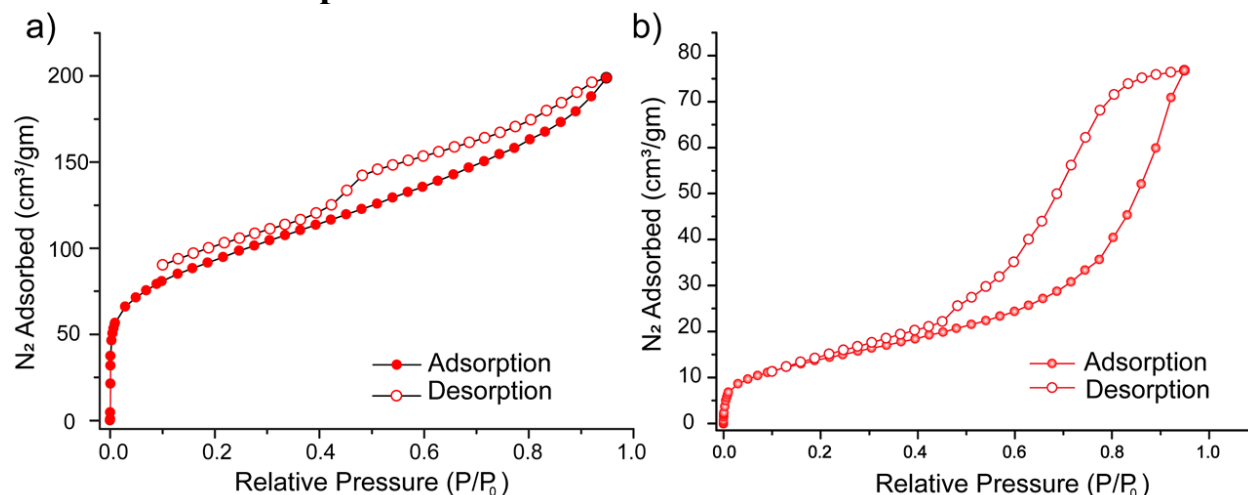 a)
N₂ Adsorbed (cm³/gm)
200
150
100
50
0
Adsorption
Desorption
0.0 0.2 0.4 0.6 0.8 1.0
Relative Pressure (P/P₀)
b)
N₂ Adsorbed (cm³/gm)
80
70
60
50
40
30
20
10
0
Adsorption
Desorption
0.0 0.2 0.4 0.6 0.8 1.0
Relative Pressure (P/P₀)